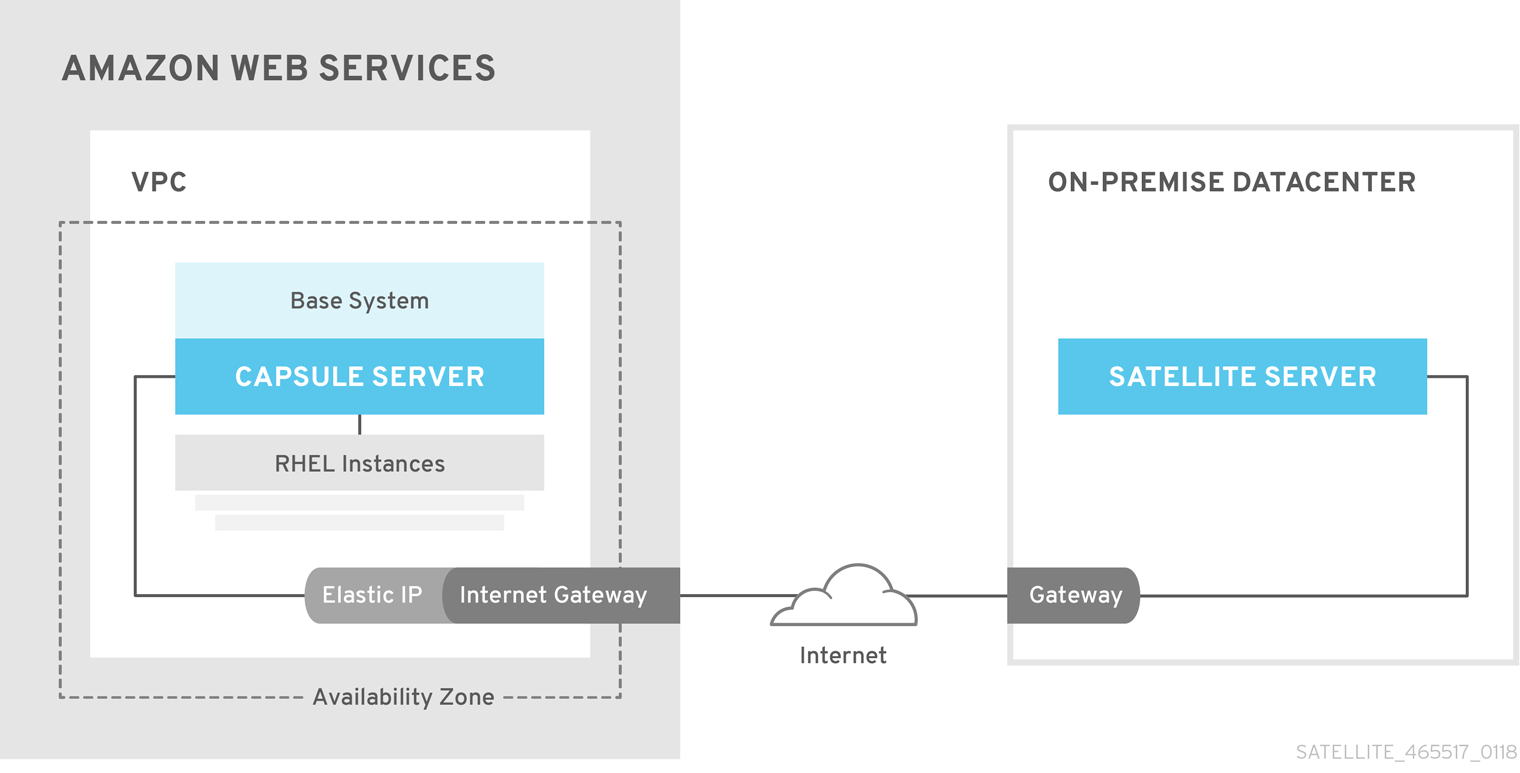 AMAZON WEB SERVICES
VPC
Base System
CAPSULE SERVER
RHEL Instances
Elastic IP
Internet Gateway
Availability Zone
Internet
ON-PREMISE DATACENTER
SATELLITE SERVER
Gateway
SATELLITE_465517_0118